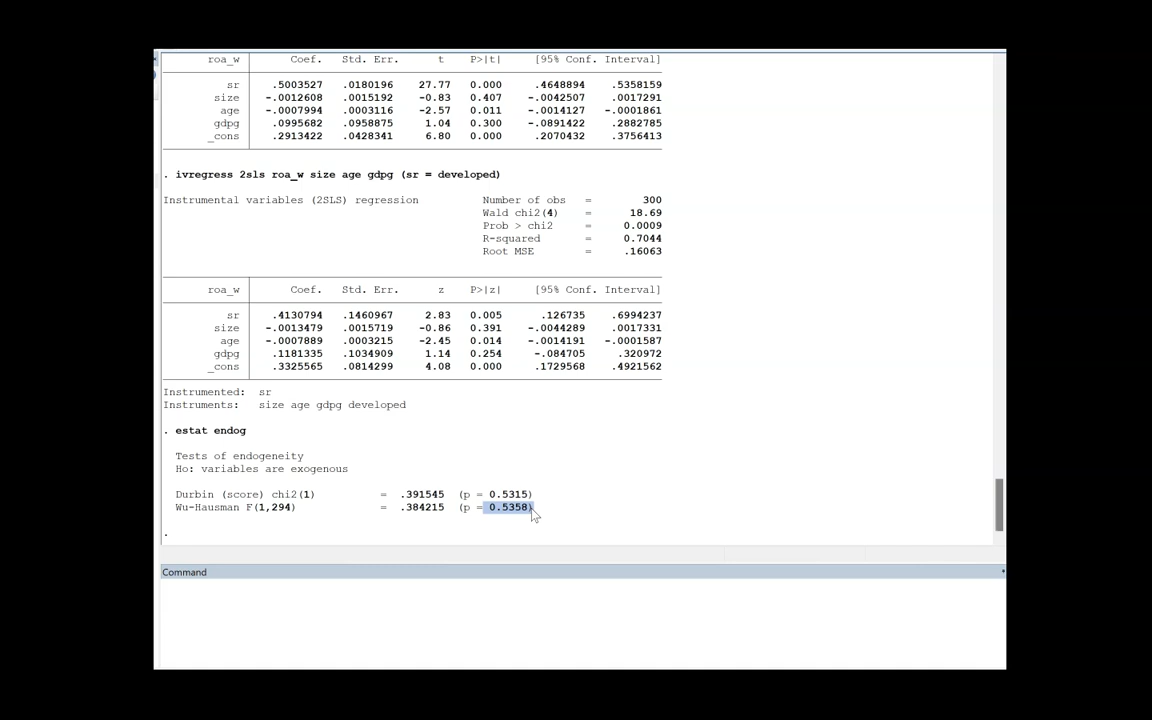 roa_w Coef. Std. Err. t P>|t| [95% Conf. Interval]
sr .5003527 .0180196 27.77 0.000 .4648894 .5358159
size -.0012608 .0015192 -0.83 0.407 -.0042507 .0017291
age -.0007994 .0003116 -2.57 0.011 -.0014127 -.0001861
gdpg .0995682 .0958875 1.04 0.300 -.0891422 .2882785
_cons .2913422 .0428341 6.80 0.000 .2070432 .3756413
. ivregress 2sls roa_w size age gdpg (sr = developed)
Instrumental variables (2SLS) regression Number of obs = 300
Wald chi2(4) = 18.69
Prob > chi2 = 0.0009
R-squared = 0.7044
Root MSE = .16063
roa_w Coef. Std. Err. z P>|z| [95% Conf. Interval]
sr .4130794 .1460967 2.83 0.005 .126735 .6994237
size -.0013479 .0015719 -0.86 0.391 -.0044289 .0017331
age -.0007889 .0003215 -2.45 0.014 -.0014191 -.0001587
gdpg .1181335 .1034909 1.14 0.254 -.084705 .320972
_cons .3325565 .0814299 4.08 0.000 .1729568 .4921562
Instrumented: sr
Instruments: size age gdpg developed
. estat endog
Tests of endogeneity
Ho: variables are exogenous
Durbin (score) chi2(1) = .391545 (p = 0.5315)
Wu-Hausman F(1,294) = .384215 (p = 0.5358)
.
Command